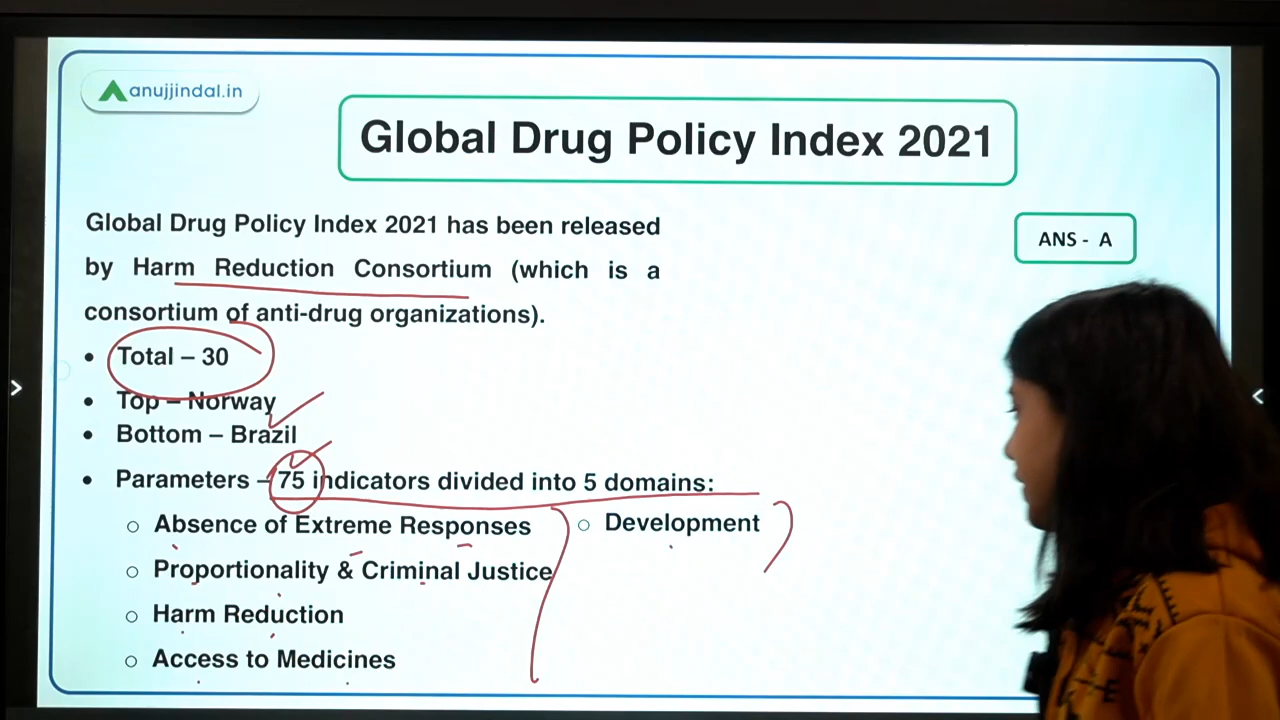 anujjindal.in
Global Drug Policy Index 2021
Global Drug Policy Index 2021 has been released
by Harm Reduction Consortium (which is a
consortium of anti-drug organizations).
ANS - A
• Total – 30
• Top – Norway
• Bottom – Brazil
• Parameters – 75 indicators divided into 5 domains:
○ Absence of Extreme Responses
○ Proportionality & Criminal Justice
○ Harm Reduction
○ Access to Medicines
○ Development